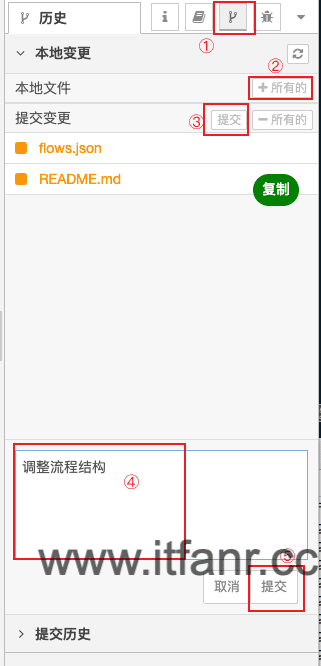 历史
①
本地变更
②
本地文件
+ 所有的
提交变更
③
提交
− 所有的
flows.json
README.md
复制
调整流程结构
④
www.itfanr.cc
⑤
取消
提交
提交历史